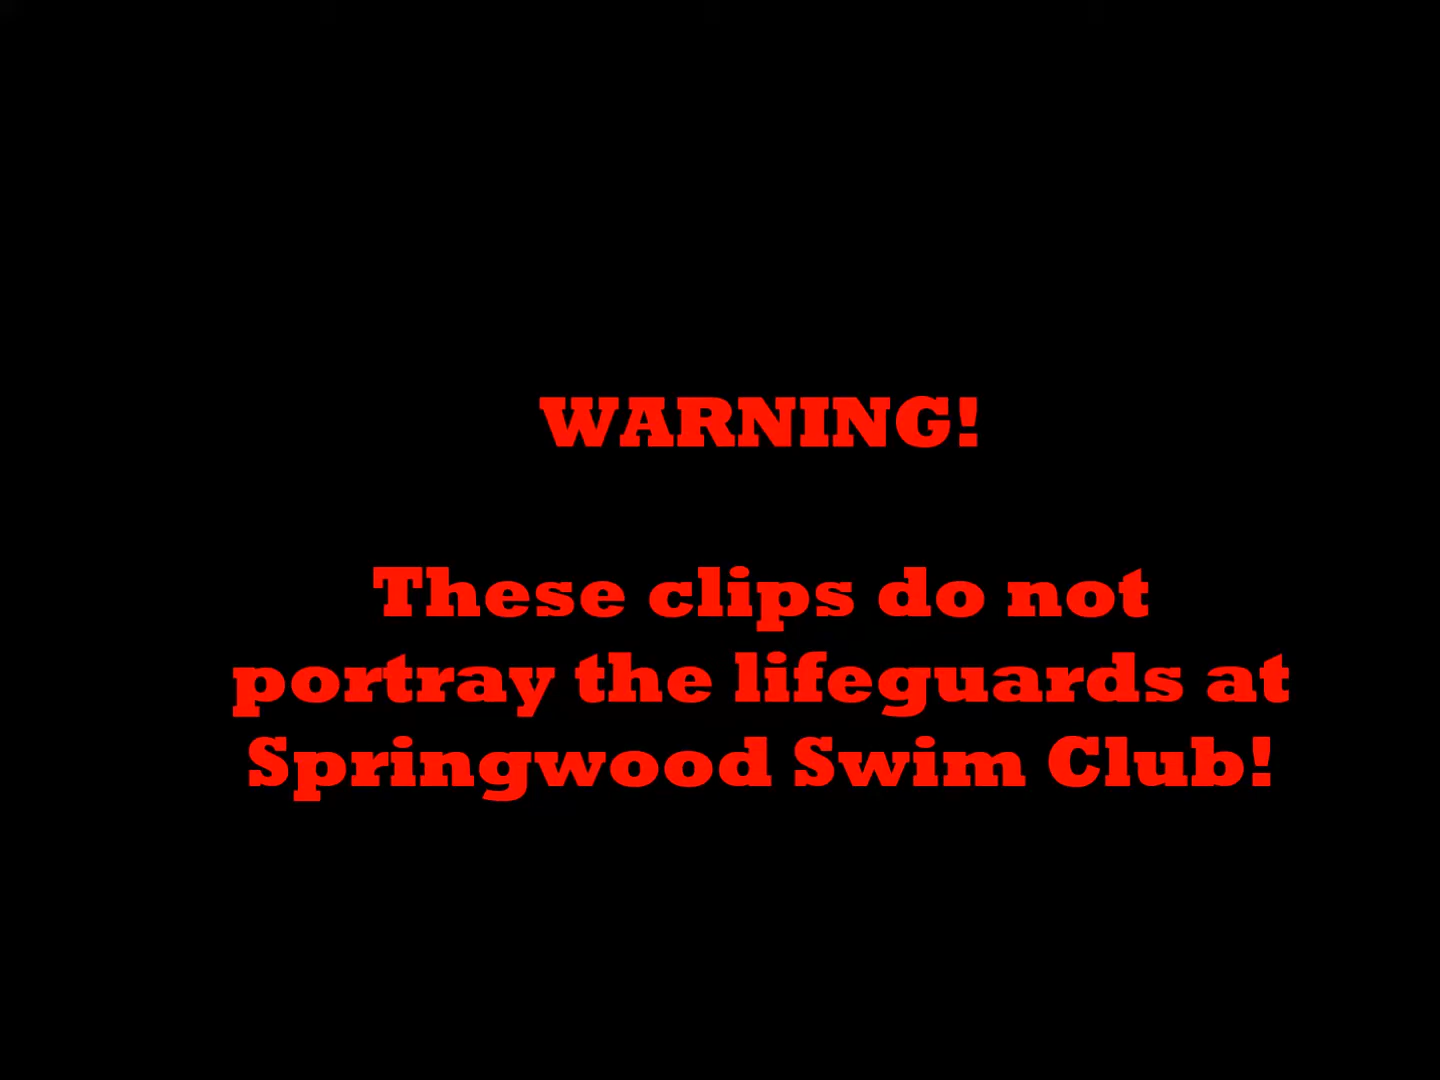 WARNING!
These clips do not
portray the lifeguards at
Springwood Swim Club!